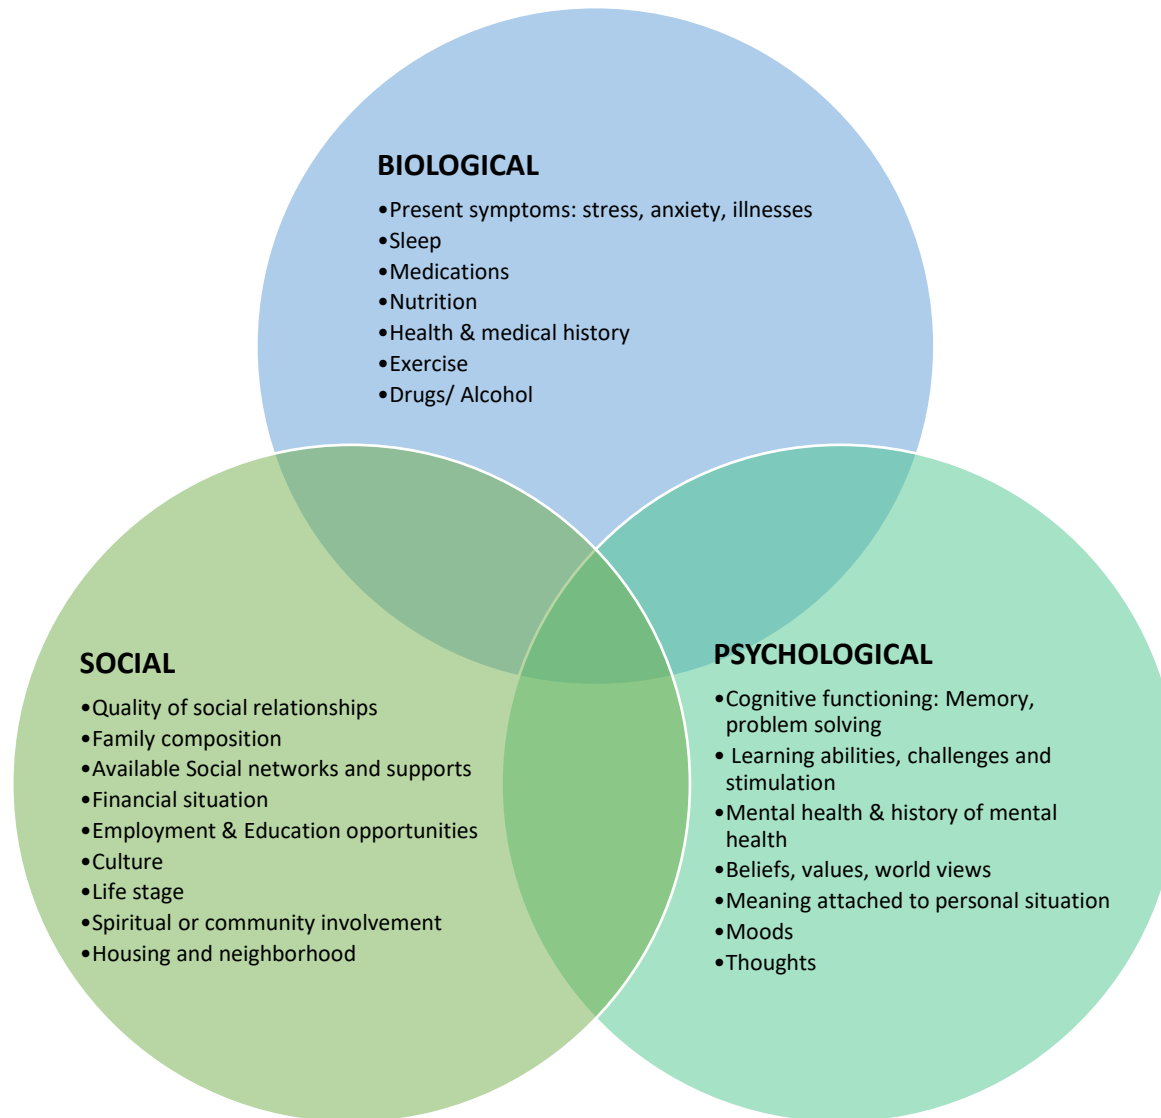 BIOLOGICAL
•Present symptoms: stress, anxiety, illnesses
•Sleep
•Medications
•Nutrition
•Health & medical history
•Exercise
•Drugs/ Alcohol
SOCIAL
•Quality of social relationships
•Family composition
•Available Social networks and supports
•Financial situation
•Employment & Education opportunities
•Culture
•Life stage
•Spiritual or community involvement
•Housing and neighborhood
PSYCHOLOGICAL
•Cognitive functioning: Memory,
problem solving
• Learning abilities, challenges and
stimulation
•Mental health & history of mental
health
•Beliefs, values, world views
•Meaning attached to personal situation
•Moods
•Thoughts